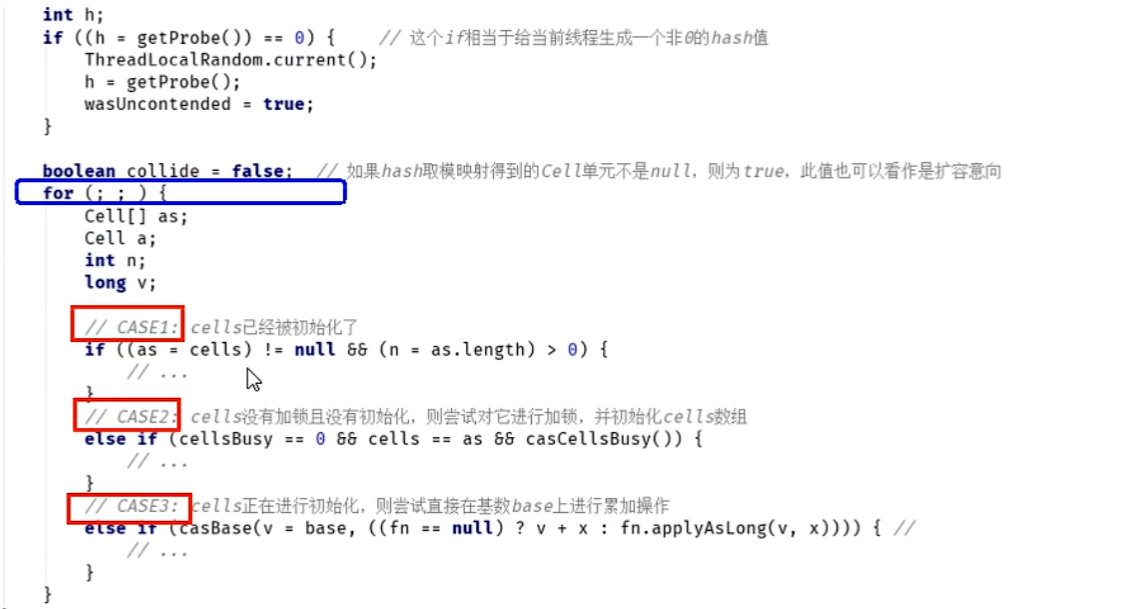 int h;
if ((h = getProbe()) == 0) {    // 这个if相当于给当前线程生成一个非0的hash值
    ThreadLocalRandom.current();
    h = getProbe();
    wasUncontended = true;
}
boolean collide = false;  // 如果hash取模映射得到的Cell单元不是null，则为true，此值也可以看作是扩容意向
for (; ; ) {
    Cell[] as;
    Cell a;
    int n;
    long v;
    // CASE1: cells已经被初始化了
    if ((as = cells) != null && (n = as.length) > 0) {
        // ...
    }
    // CASE2: cells没有加锁且没有初始化，则尝试对它进行加锁，并初始化cells数组
    else if (cellsBusy == 0 && cells == as && casCellsBusy()) {
        // ...
    }
    // CASE3: cells正在进行初始化，则尝试直接在基数base上进行累加操作
    else if (casBase(v = base, ((fn == null) ? v + x : fn.applyAsLong(v, x)))) { //
        // ...
    }
}